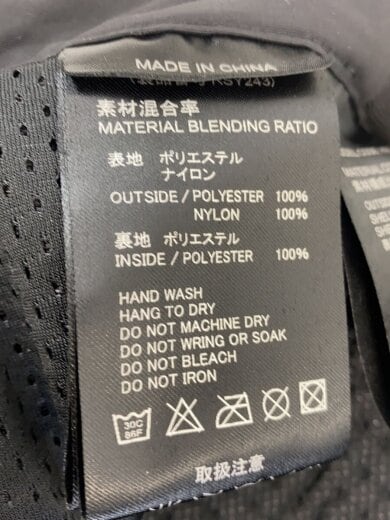 MADE IN CHINA
素材混合率
MATERIAL BLENDING RATIO
表地 ポリエステル
ナイロン
OUTSIDE / POLYESTER 100%
NYLON 100%
裏地 ポリエステル
INSIDE / POLYESTER 100%
HAND WASH
HANG TO DRY
DO NOT MACHINE DRY
DO NOT WRING OR SOAK
DO NOT BLEACH
DO NOT IRON
30C
86F
取扱注意
MATERIAL